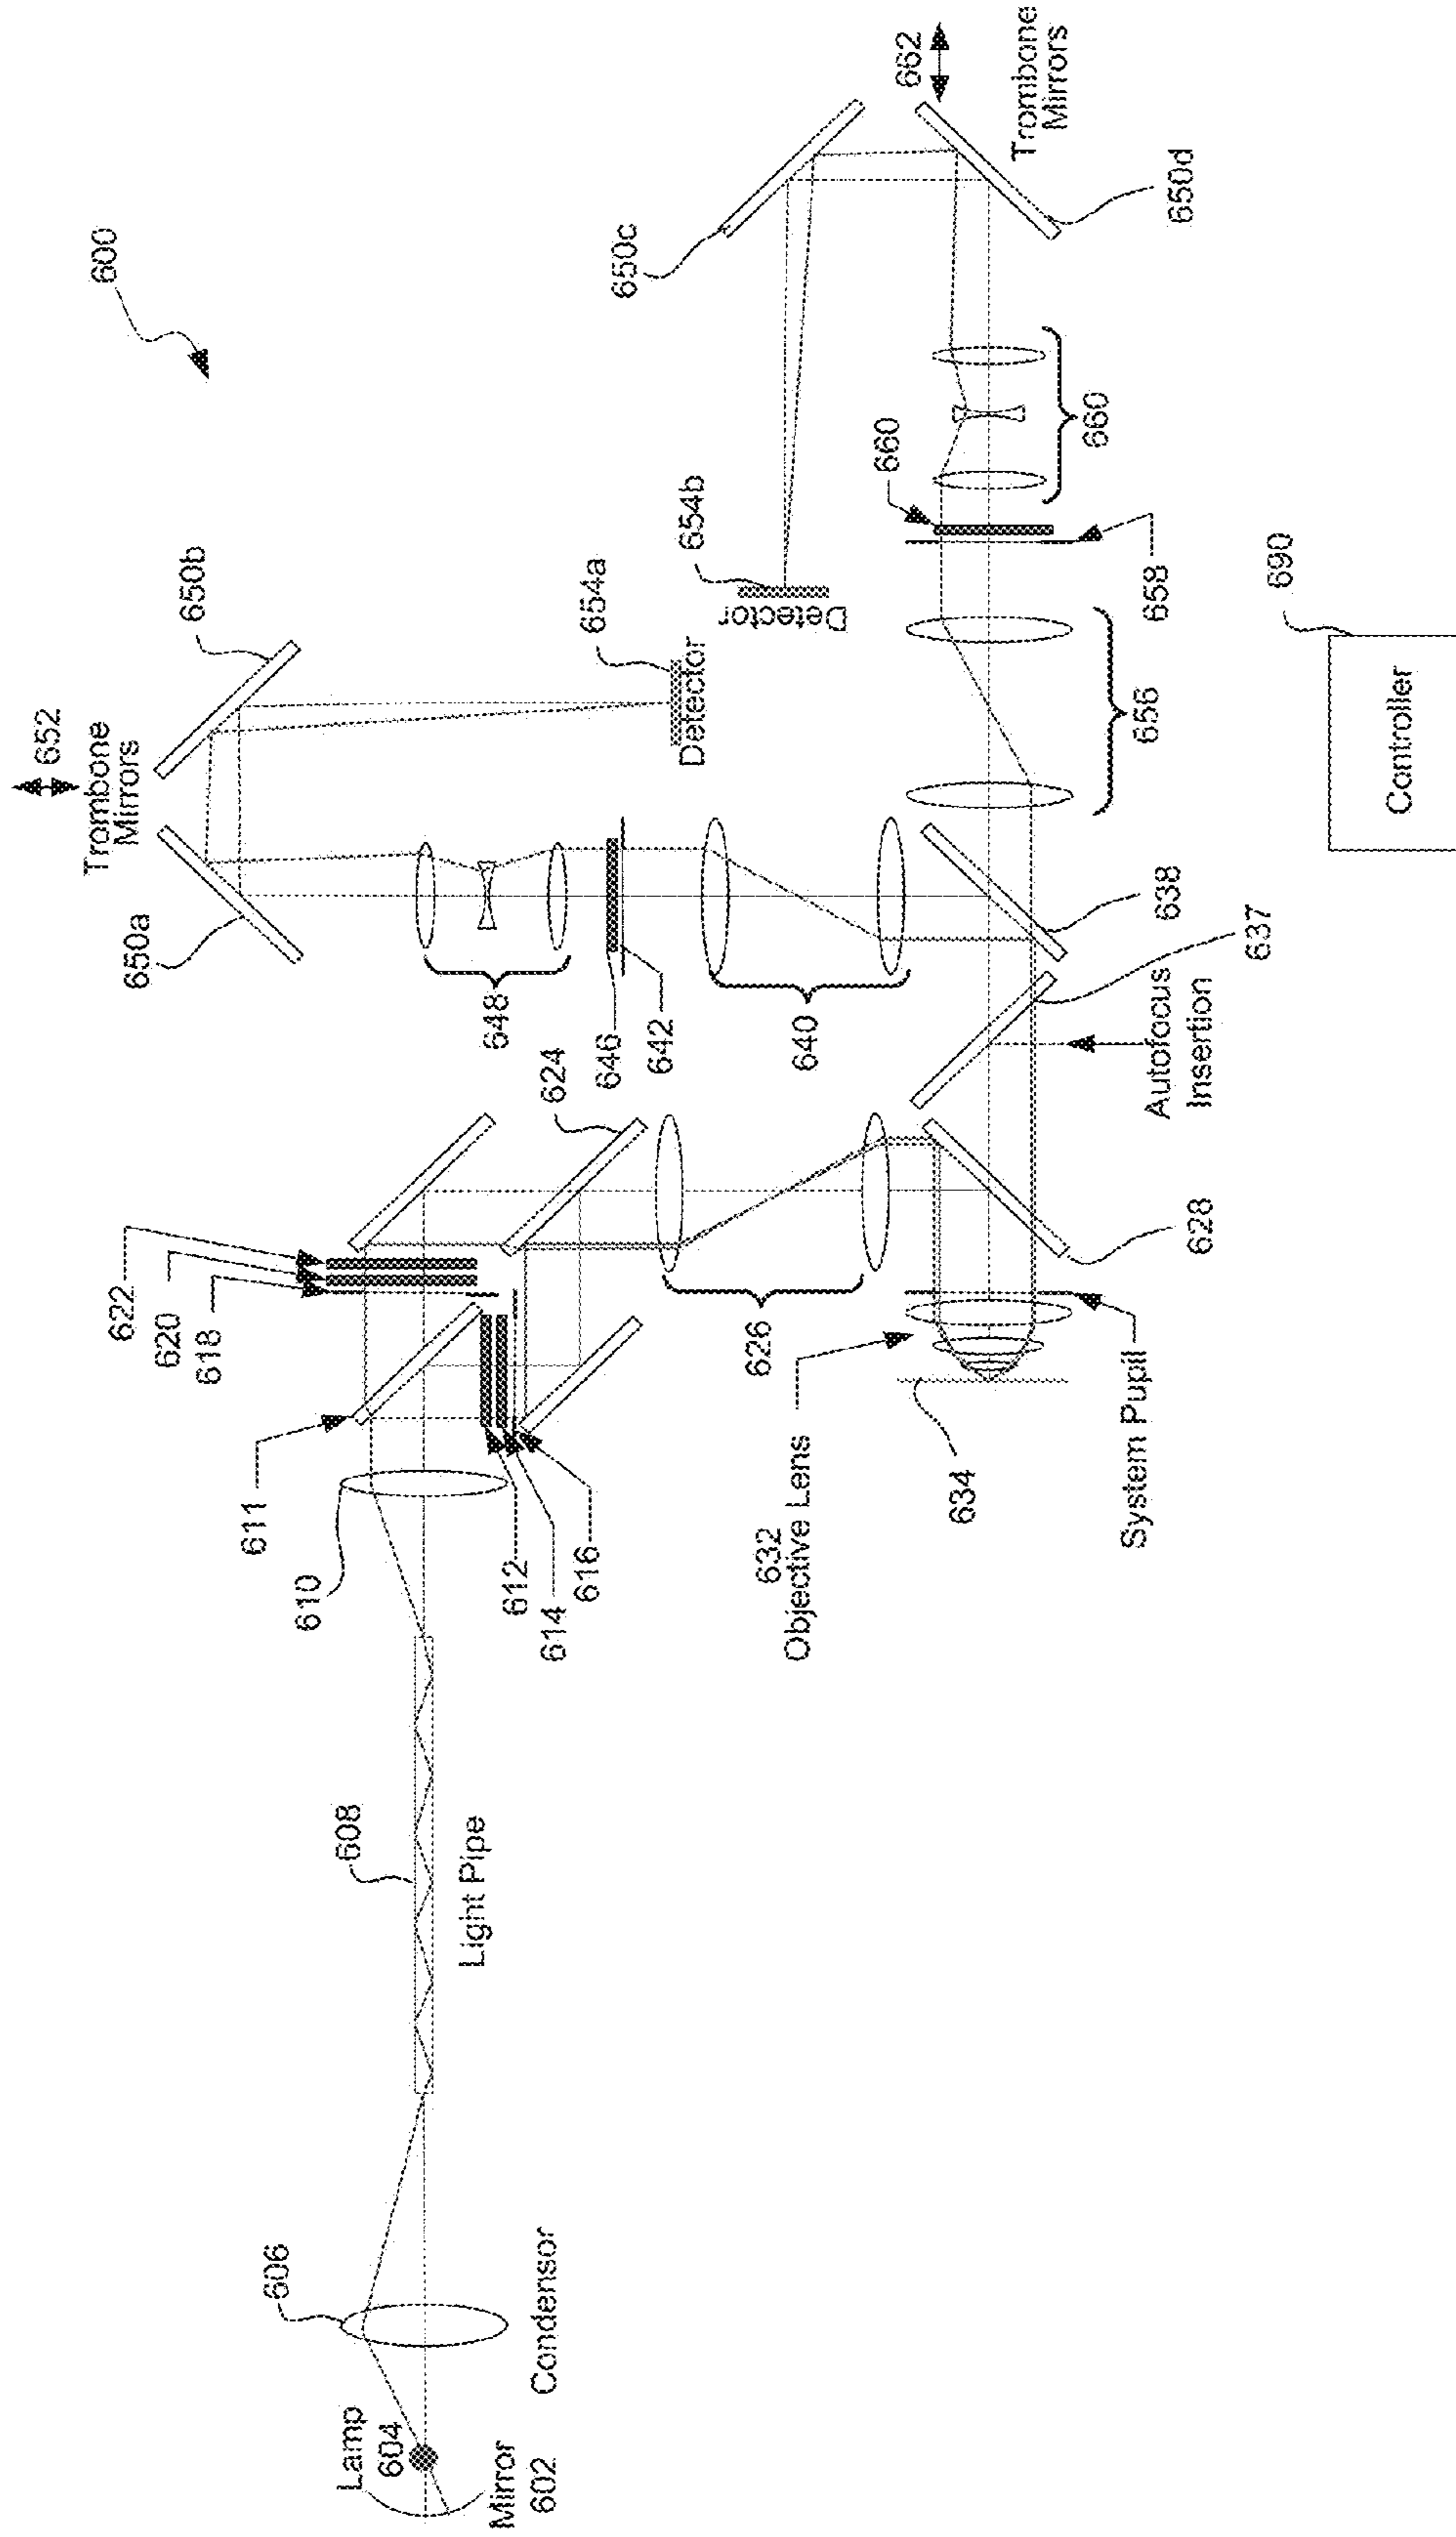 600
Lamp
604
Mirror
602
606
Condensor
608
Light Pipe
610
611
612
614
616
618
620
622
624
626
628
632
Objective Lens
634
System Pupil
637
638
Autofocus
Insertion
640
642
646
648
650a
650b
652
Trombone
Mirrors
654a
Detector
654b
Detector
656
658
660
660
650c
650d
662
Trombone
Mirrors
690
Controller